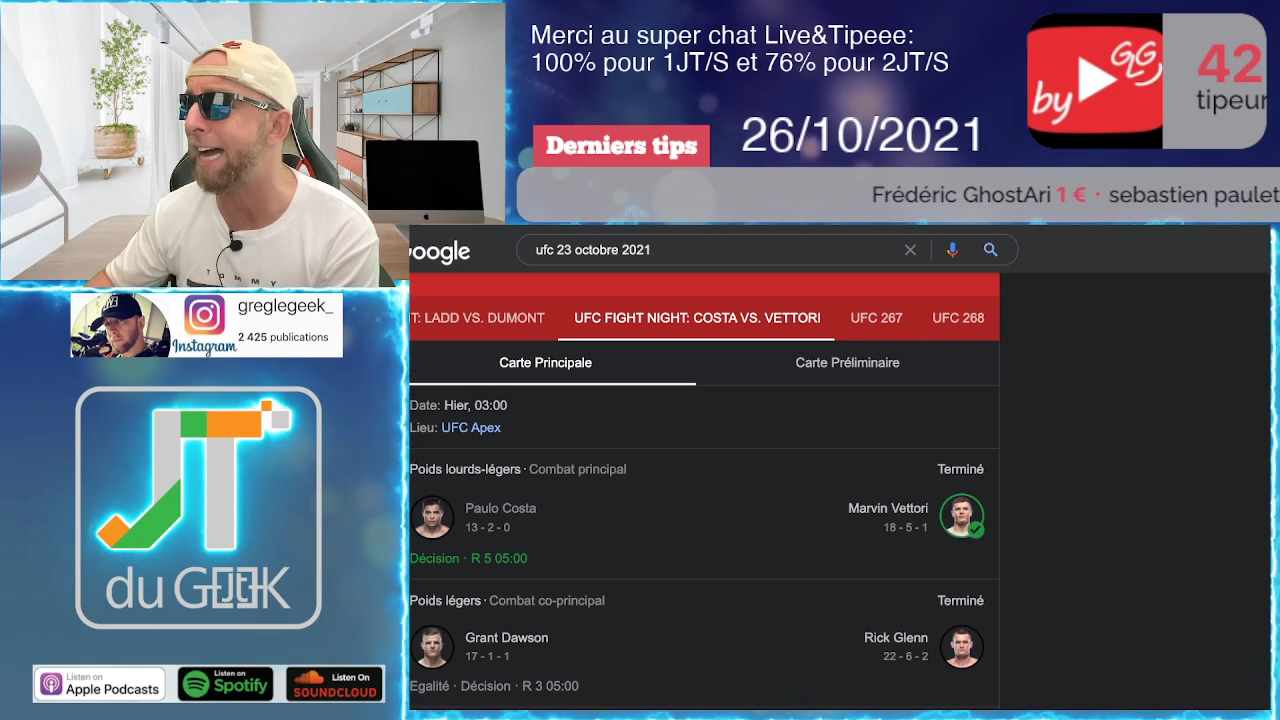 Merci au super chat Live&Tipeee:
100% pour 1JT/S et 76% pour 2JT/S
by GLG
42
tipeur
Derniers tips
26/10/2021
Frédéric GhostAri 1 € · sebastien paulet
TOMMY
oogle
ufc 23 octobre 2021
T: LADD VS. DUMONT
UFC FIGHT NIGHT: COSTA VS. VETTORI
UFC 267
UFC 268
Carte Principale
Carte Préliminaire
Date: Hier, 03:00
Lieu: UFC Apex
Poids lourds-légers · Combat principal
Terminé
Paulo Costa
13 - 2 - 0
Marvin Vettori
18 - 5 - 1
Décision · R 5 05:00
Poids légers · Combat co-principal
Terminé
Grant Dawson
17 - 1 - 1
Rick Glenn
22 - 6 - 2
Egalité · Décision · R 3 05:00
Instagram
greglegeek_
2 425 publications
JT
du GEEK
Listen on
Apple Podcasts
Listen on
Spotify
Listen On
SOUNDCLOUD